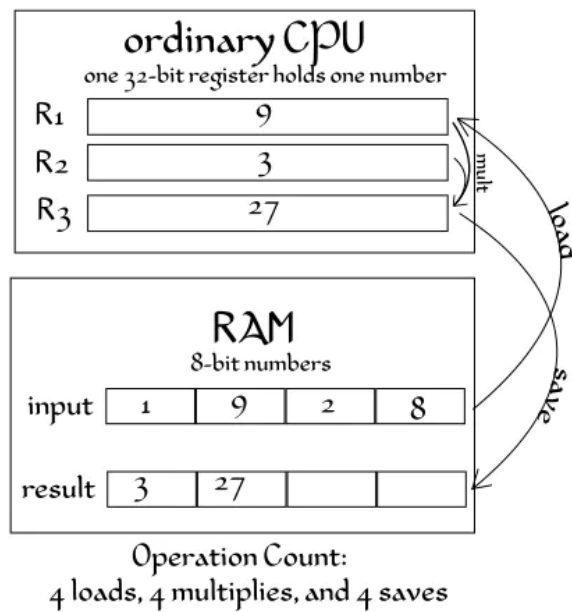 ordinary CPU
one 32-bit register holds one number
R1 9
R2 3
R3 27
mult
load
save
RAM
8-bit numbers
input 1 9 2 8
result 3 27
Operation Count:
4 loads, 4 multiplies, and 4 saves